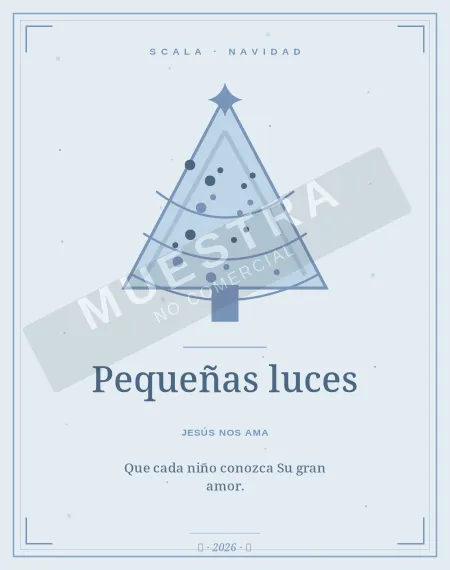 SCALA · NAVIDAD
MUESTRA
NO COMERCIAL
Pequeñas luces
JESÚS NOS AMA
Que cada niño conozca Su gran
amor.
· 2026 ·